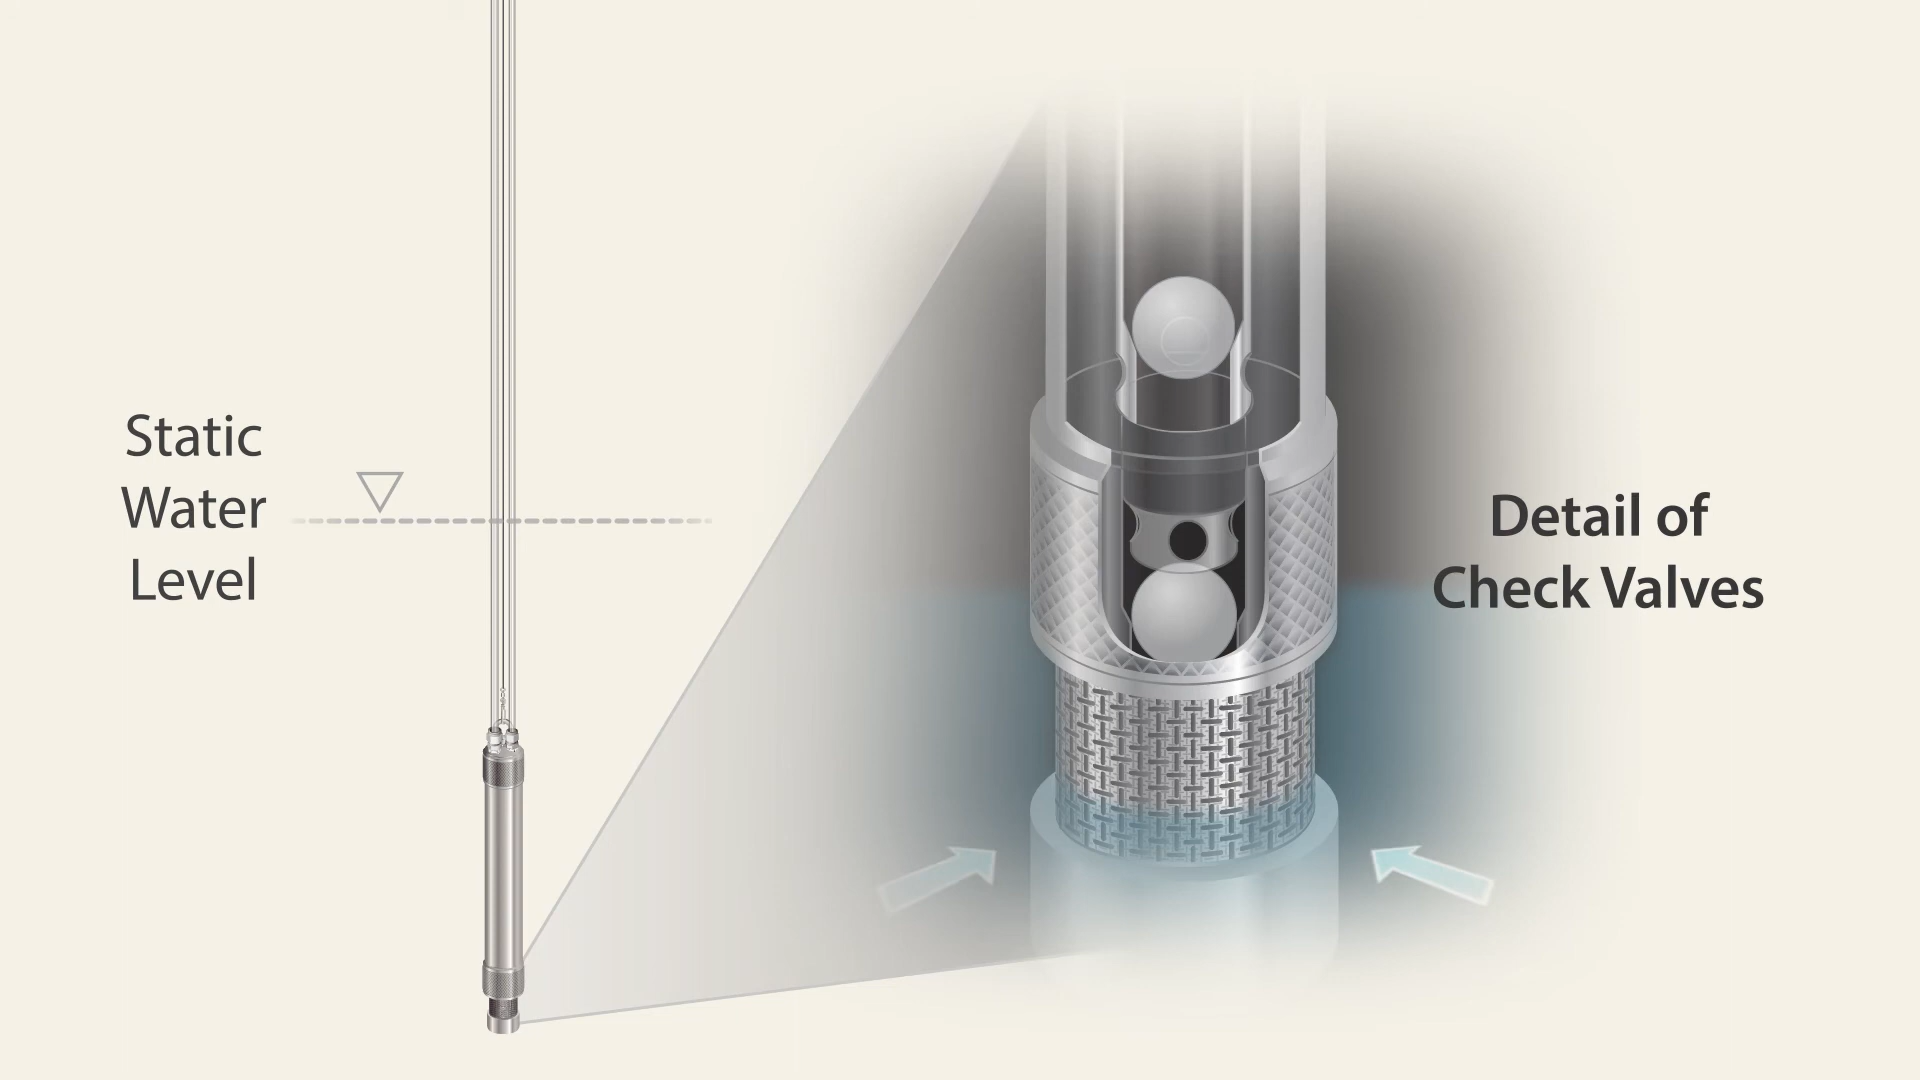 Static
Water
Level
Detail of
Check Valves